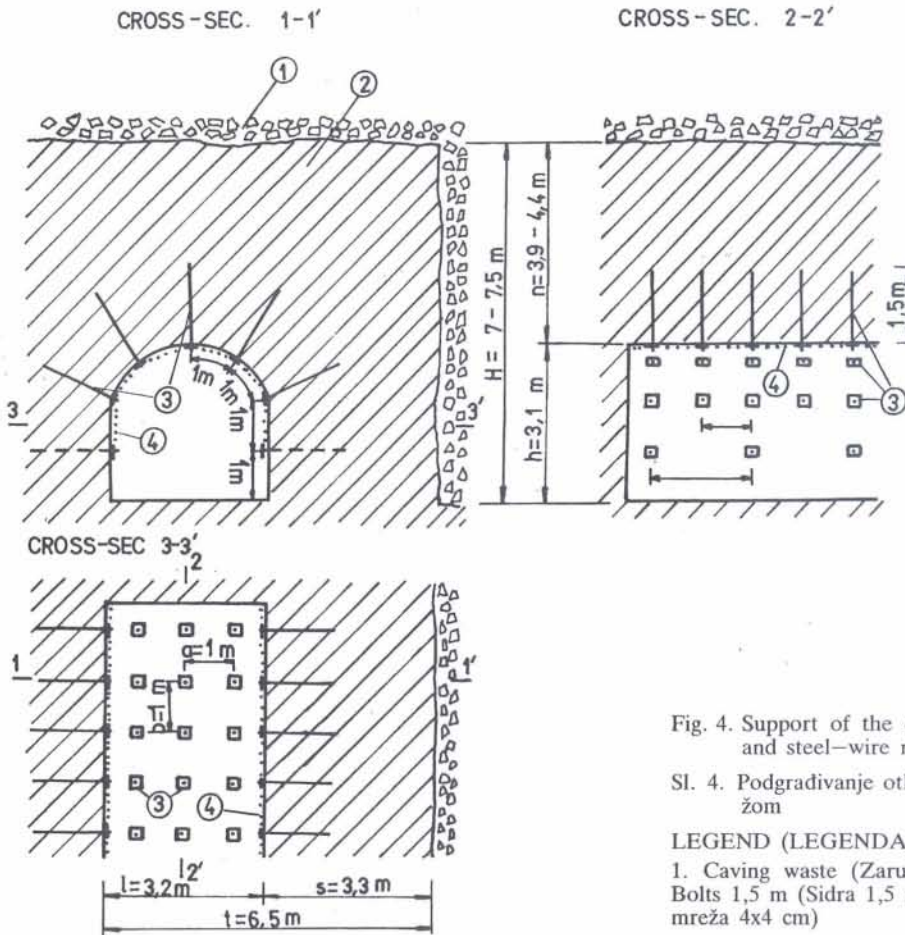 CROSS-SEC. 1-1'
CROSS-SEC. 2-2'
1
2
H = 7 - 7,5 m
n=3,9 - 4,4 m
1,5m
h=3,1 m
3
4
1m
1m
1m
1m
3
3'
4
3
CROSS-SEC 3-3'
2
1
a=1 m
1'
3
4
2'
l=3,2m
s=3,3 m
t=6,5 m
Fig. 4. Support of the
and steel-wire
Sl. 4. Podgrađivanje
žom
LEGEND (LEGENDA
1. Caving waste
Bolts 1,5 m (Sidra 1,5
mreža 4x4 cm)